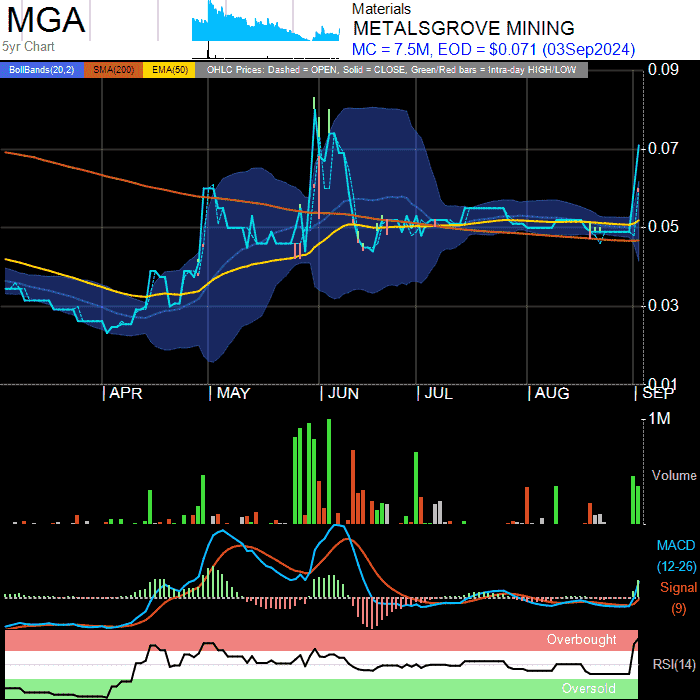 MGA
5yr Chart
Materials
METALSGROVE MINING
MC = 7.5M, EOD = $0.071 (03Sep2024)
BollBands(20,2) SMA(200) EMA(50) OHLC Prices: Dashed = OPEN, Solid = CLOSE, Green/Red bars = Intra-day HIGH/LOW
0.09
0.07
0.05
0.03
0.01
APR MAY JUN JUL AUG SEP
1M
Volume
MACD
(12-26)
Signal
(9)
Overbought
RSI(14)
Oversold